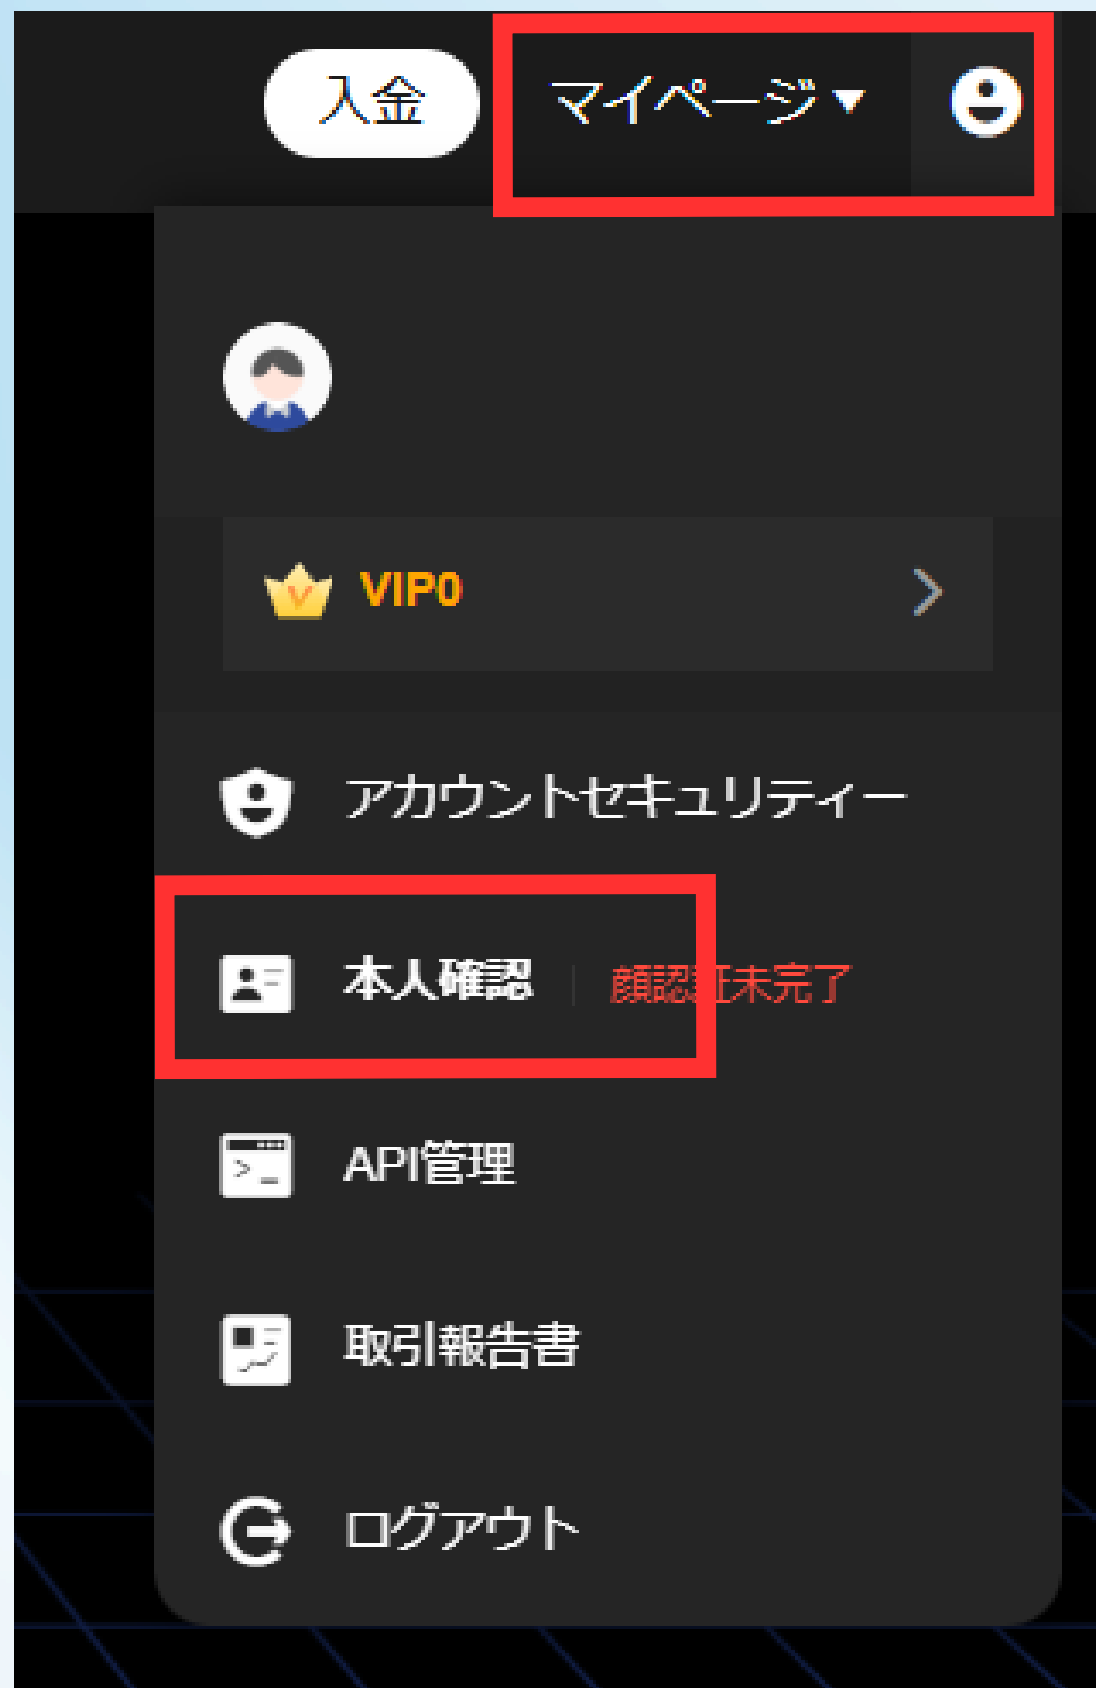 入金 マイページ▼
VIP0
アカウントセキュリティー
本人確認 顔認証未完了
API管理
取引報告書
ログアウト